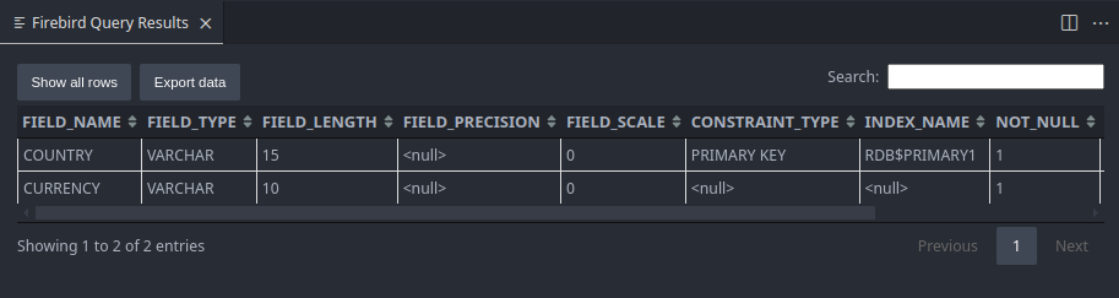 Firebird Query Results
Show all rows Export data Search:
FIELD_NAME FIELD_TYPE FIELD_LENGTH FIELD_PRECISION FIELD_SCALE CONSTRAINT_TYPE INDEX_NAME NOT_NULL
COUNTRY VARCHAR 15 <null> 0 PRIMARY KEY RDB$PRIMARY1 1
CURRENCY VARCHAR 10 <null> 0 <null> <null> 1
Showing 1 to 2 of 2 entries Previous 1 Next